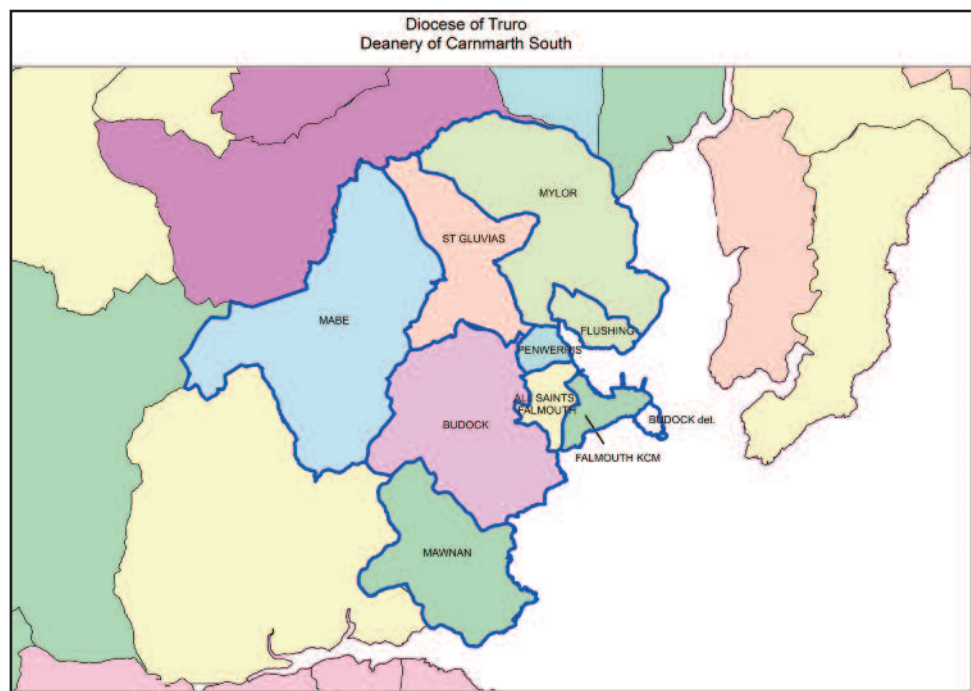 Diocese of Truro
Deanery of Carnmarth South
MYLOR
ST GLUVIAS
MABE
FLUSHING
PENWERRIS
ALL SAINTS
FALMOUTH
BUDOCK
BUDOCK det.
FALMOUTH KCM
MAWNAN